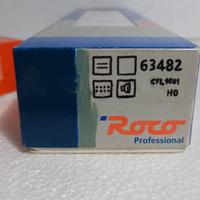 63482
CFL 1601
H0
Roco
Professional